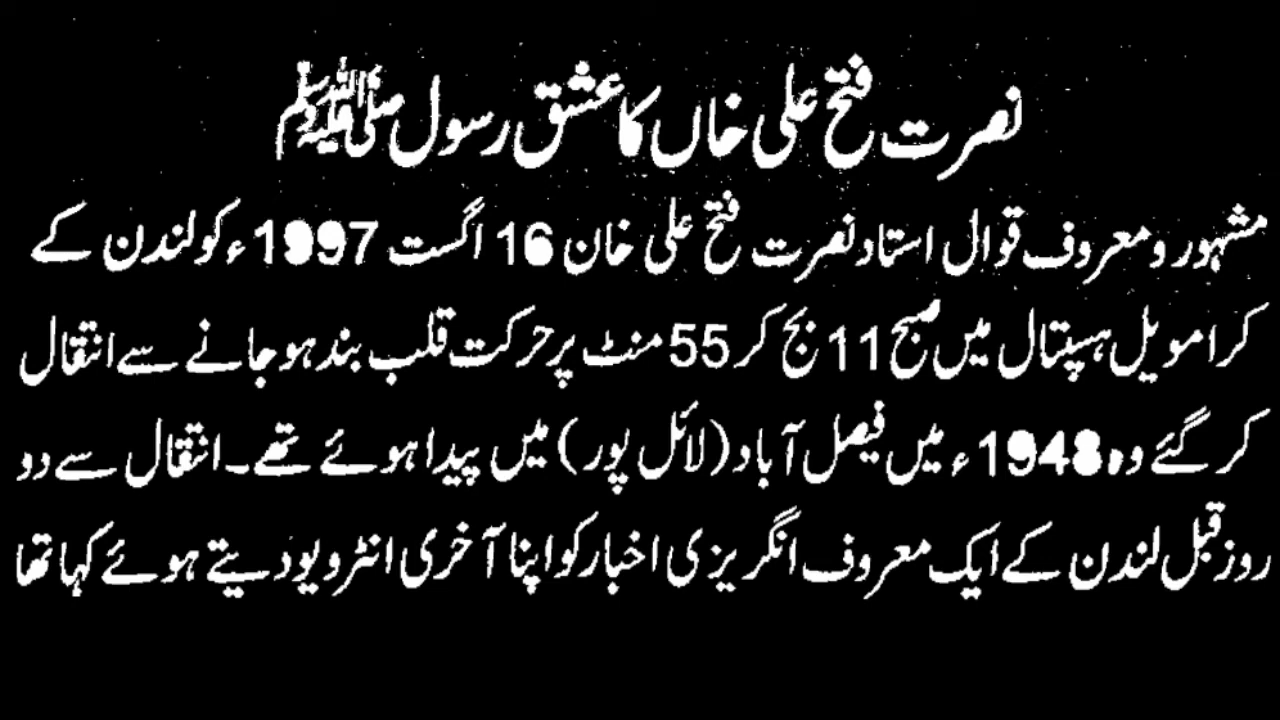 نصرت فتح علی خاں کا عشق رسول ﷺ
مشہور و معروف قوال استاد نصرت فتح علی خان 16 اگست 1997ء کو لندن کے
کرامویل ہسپتال میں صبح 11 بج کر 55 منٹ پر حرکت قلب بند ہو جانے سے انتقال
کر گئے وہ 1948ء میں فیصل آباد (لائل پور) میں پیدا ہوئے تھے۔ انتقال سے دو
روز قبل لندن کے ایک معروف انگریزی اخبار کو اپنا آخری انٹرویو دیتے ہوئے کہا تھا